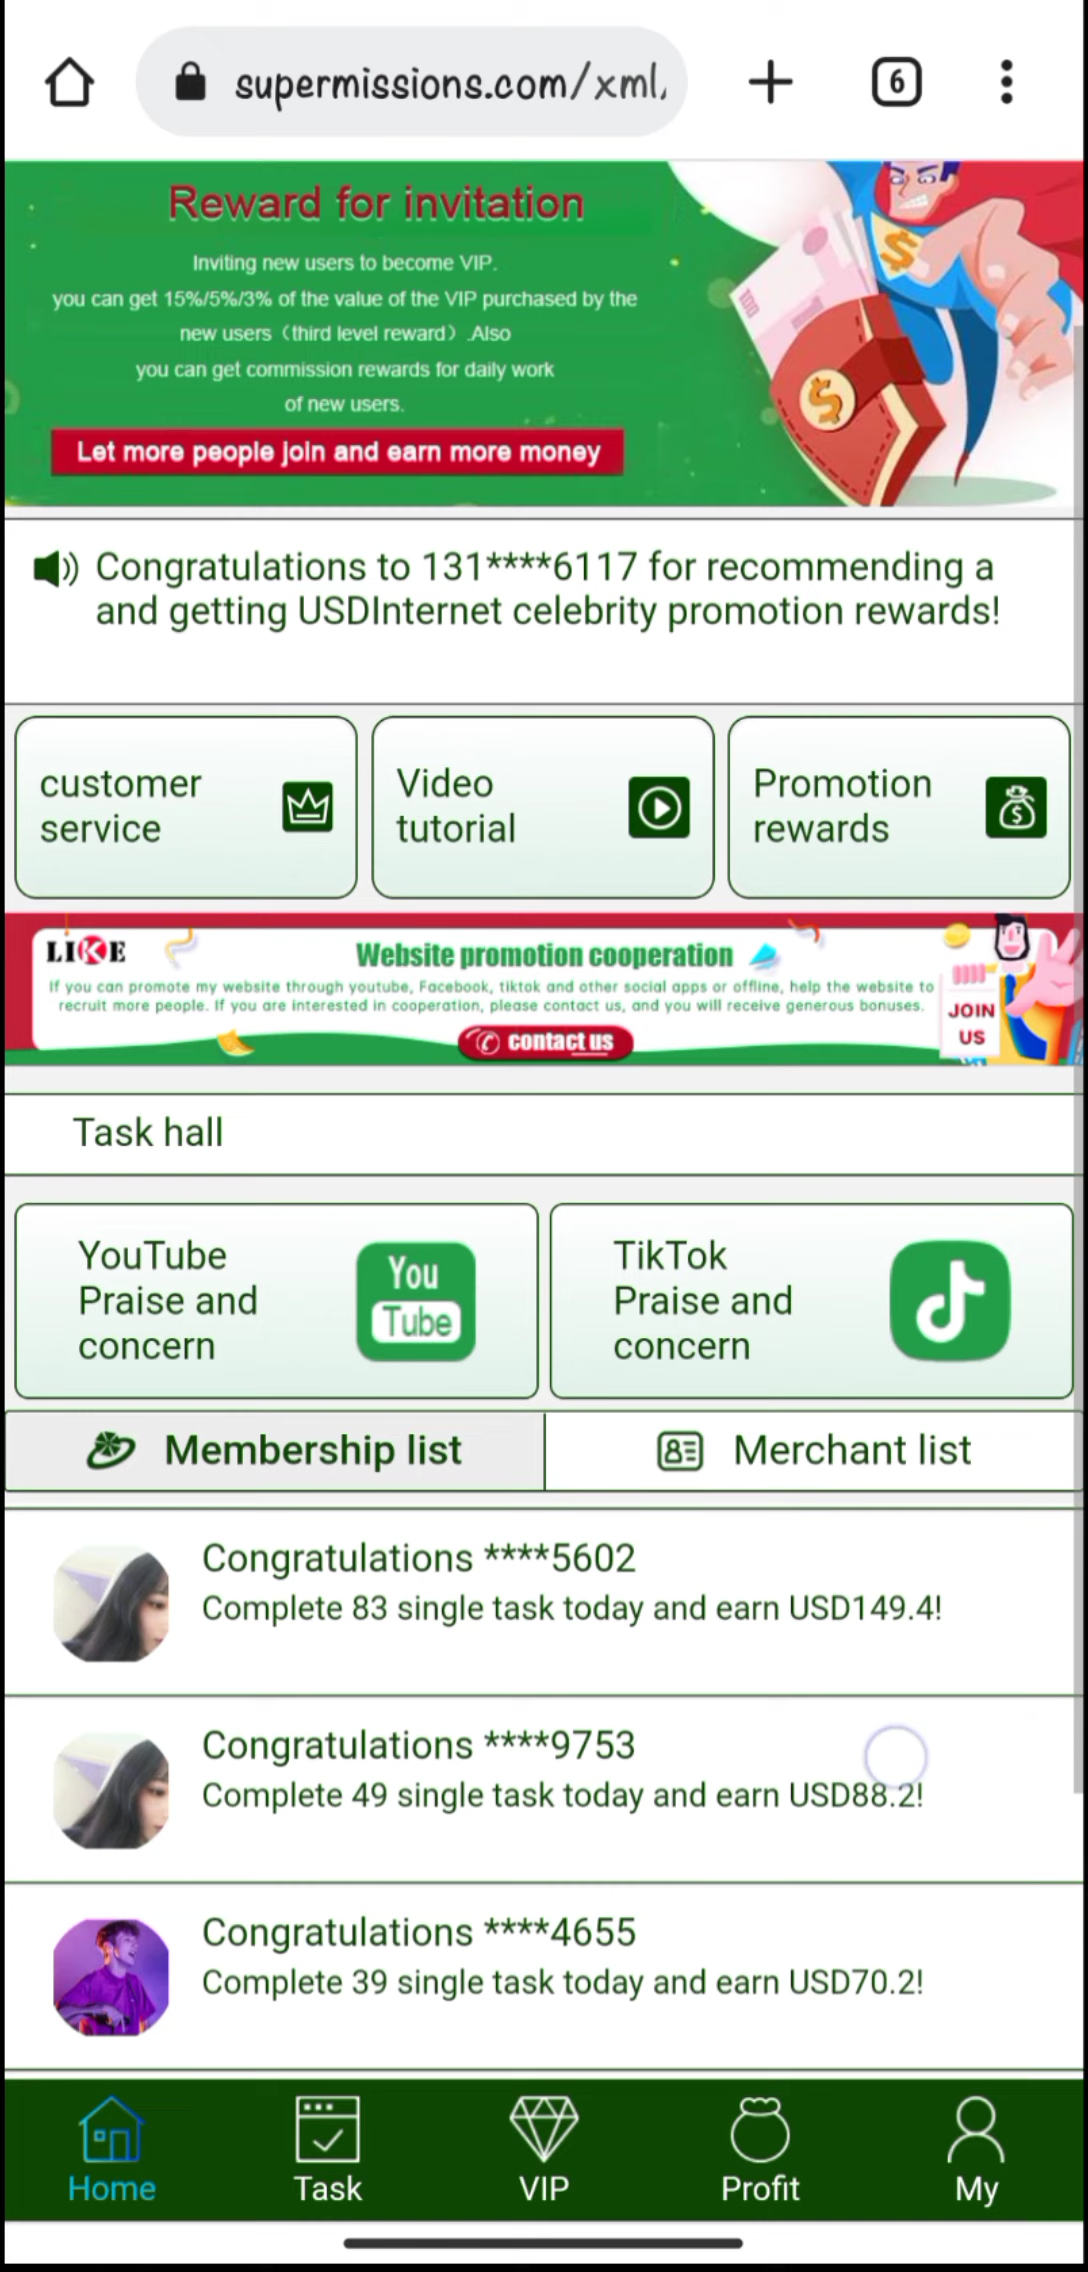 supermissions.com/xml
6
Reward for invitation
Inviting new users to become VIP.
you can get 15%/5%/3% of the value of the VIP purchased by the
new users（third level reward）.Also
you can get commission rewards for daily work
of new users.
Let more people join and earn more money
Congratulations to 131****6117 for recommending a
and getting USDInternet celebrity promotion rewards!
customer
service
Video
tutorial
Promotion
rewards
LIKE
Website promotion cooperation
If you can promote my website through youtube, Facebook, tiktok and other social apps or offline, help the website to
recruit more people. If you are interested in cooperation, please contact us, and you will receive generous bonuses.
contact us
JOIN
US
Task hall
YouTube
Praise and
concern
You
Tube
TikTok
Praise and
concern
Membership list
Merchant list
Congratulations ****5602
Complete 83 single task today and earn USD149.4!
Congratulations ****9753
Complete 49 single task today and earn USD88.2!
Congratulations ****4655
Complete 39 single task today and earn USD70.2!
Home
Task
VIP
Profit
My